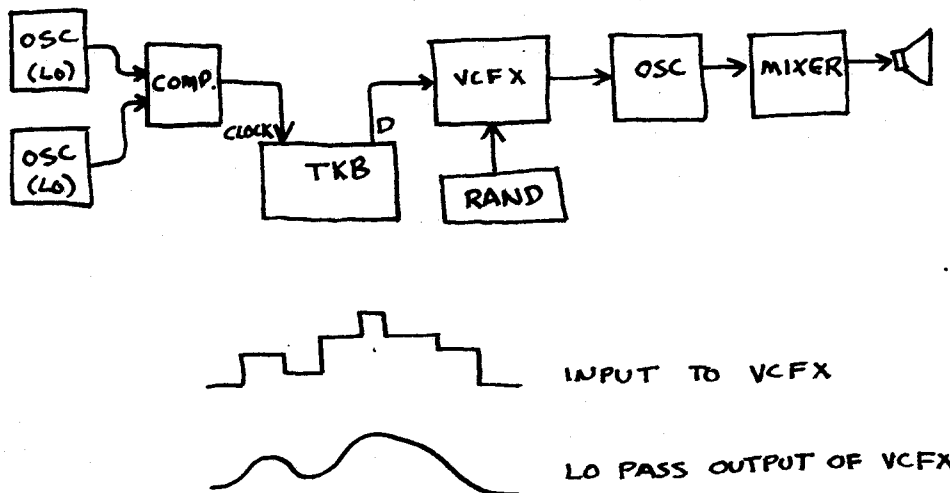 OSC
(LO)
COMP.
OSC
(LO)
CLOCK
D
TKB
VCFX
RAND
OSC
MIXER
INPUT TO VCFX
LO PASS OUTPUT OF VCFX